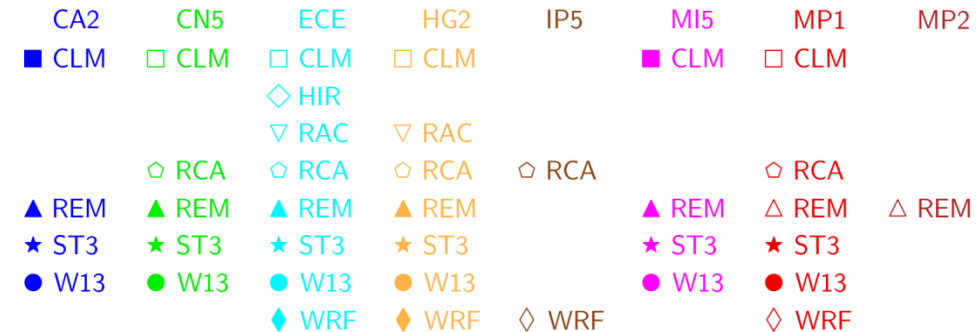 CA2 CN5 ECE HG2 IP5 MI5 MP1 MP2
CLM CLM CLM CLM CLM CLM
HIR
RAC RAC
RCA RCA RCA RCA RCA
REM REM REM REM REM REM REM
ST3 ST3 ST3 ST3 ST3 ST3
W13 W13 W13 W13 W13 W13
WRF WRF WRF WRF